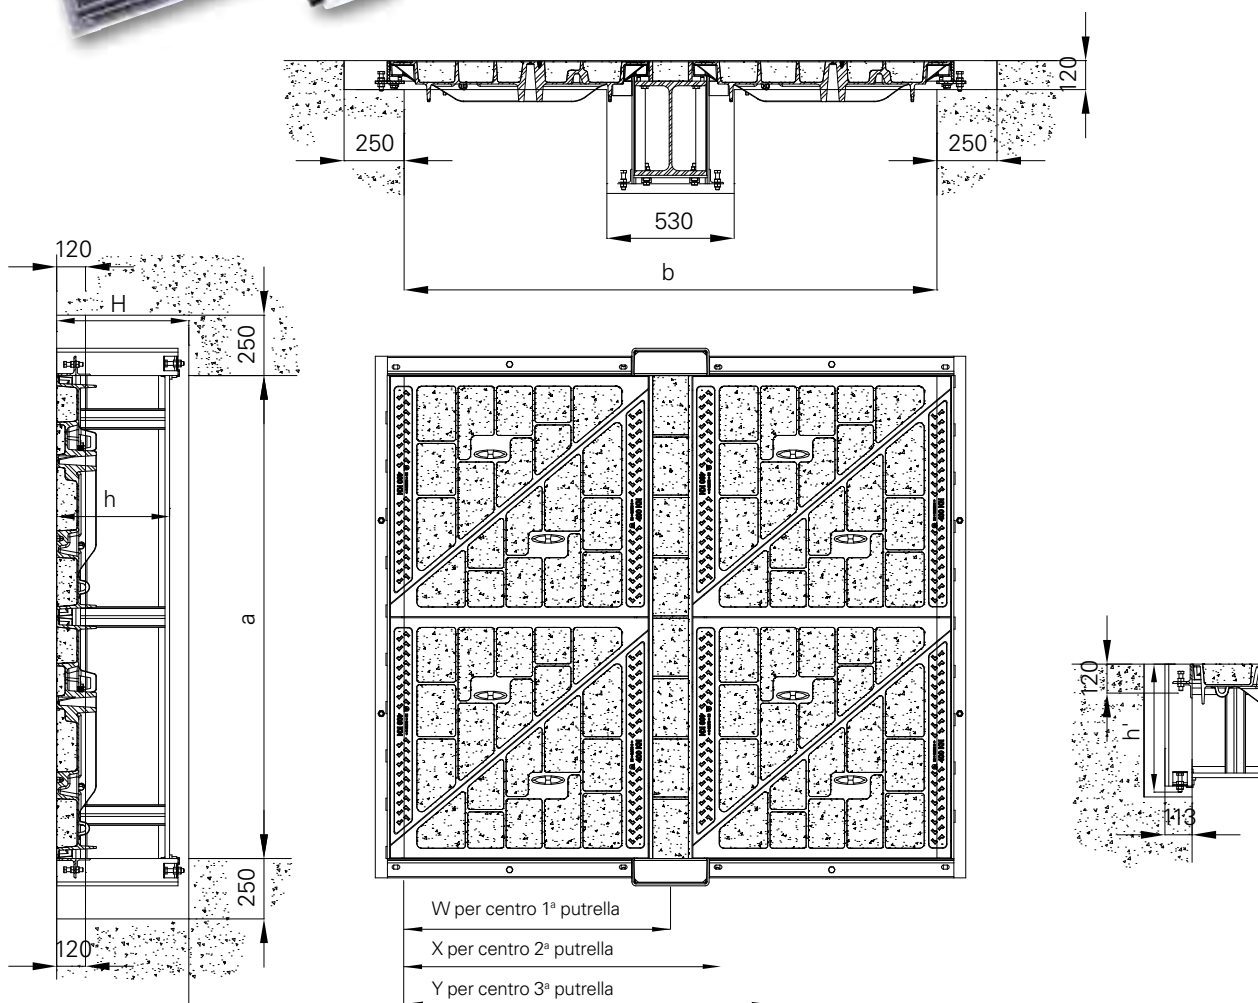 120
250
250
530
b
120
H
250
h
a
250
120
120
h'
113
W per centro 1ª putrella
X per centro 2ª putrella
Y per centro 3ª putrella